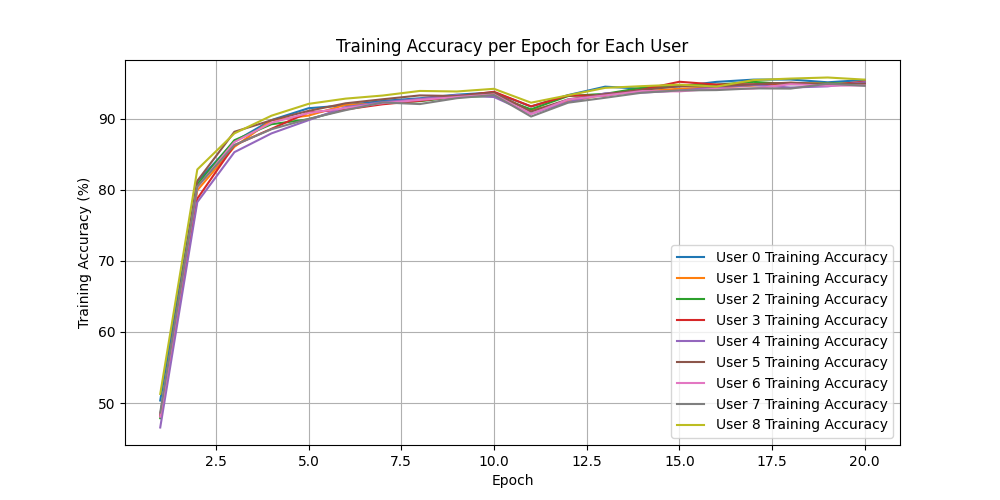 Training Accuracy per Epoch for Each User
Training Accuracy (%)
90
80
70
60
50
2.5 5.0 7.5 10.0 12.5 15.0 17.5 20.0
Epoch
User 0 Training Accuracy
User 1 Training Accuracy
User 2 Training Accuracy
User 3 Training Accuracy
User 4 Training Accuracy
User 5 Training Accuracy
User 6 Training Accuracy
User 7 Training Accuracy
User 8 Training Accuracy